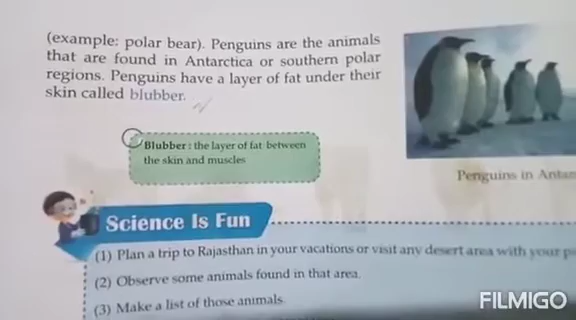 (example: polar bear). Penguins are the animals
that are found in Antarctica or southern polar
regions. Penguins have a layer of fat under their
skin called blubber.
Blubber : the layer of fat between
the skin and muscles
Penguins in
Science Is Fun
(1) Plan a trip to Rajasthan in your vacations or visit any desert area with your
(2) Observe some animals found in that area.
(3) Make a list of those animals.
FILMIGO